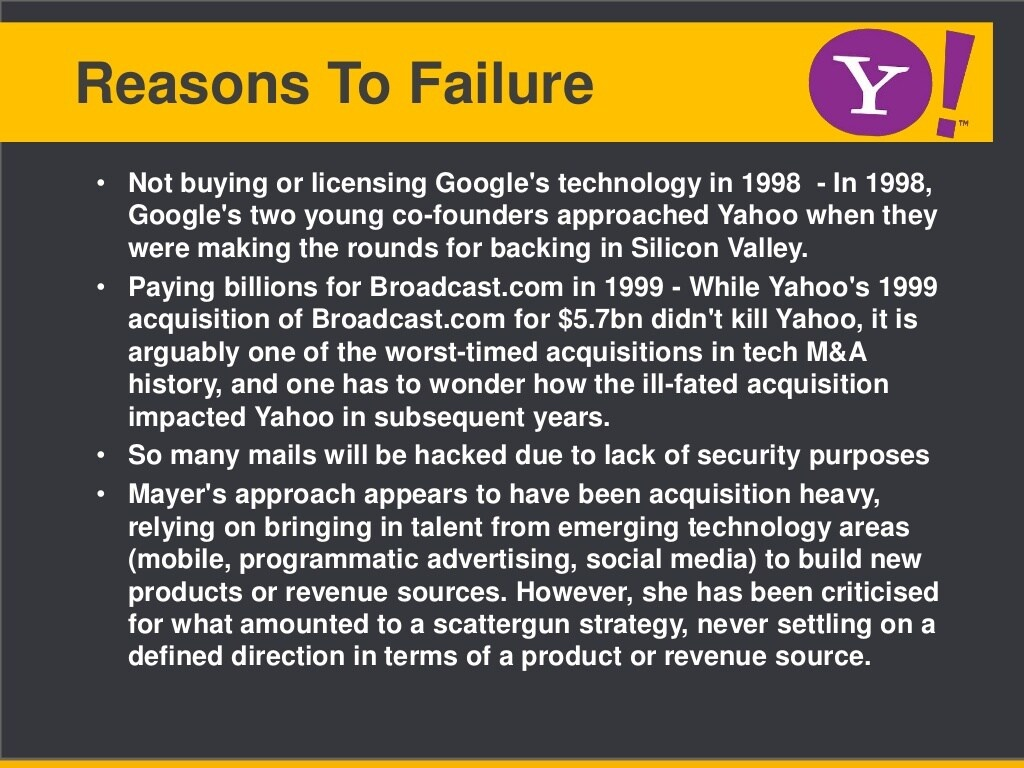 Reasons To Failure
Y!™
• Not buying or licensing Google's technology in 1998  - In 1998,
Google's two young co-founders approached Yahoo when they
were making the rounds for backing in Silicon Valley.
• Paying billions for Broadcast.com in 1999 - While Yahoo's 1999
acquisition of Broadcast.com for $5.7bn didn't kill Yahoo, it is
arguably one of the worst-timed acquisitions in tech M&A
history, and one has to wonder how the ill-fated acquisition
impacted Yahoo in subsequent years.
• So many mails will be hacked due to lack of security purposes
• Mayer's approach appears to have been acquisition heavy,
relying on bringing in talent from emerging technology areas
(mobile, programmatic advertising, social media) to build new
products or revenue sources. However, she has been criticised
for what amounted to a scattergun strategy, never settling on a
defined direction in terms of a product or revenue source.